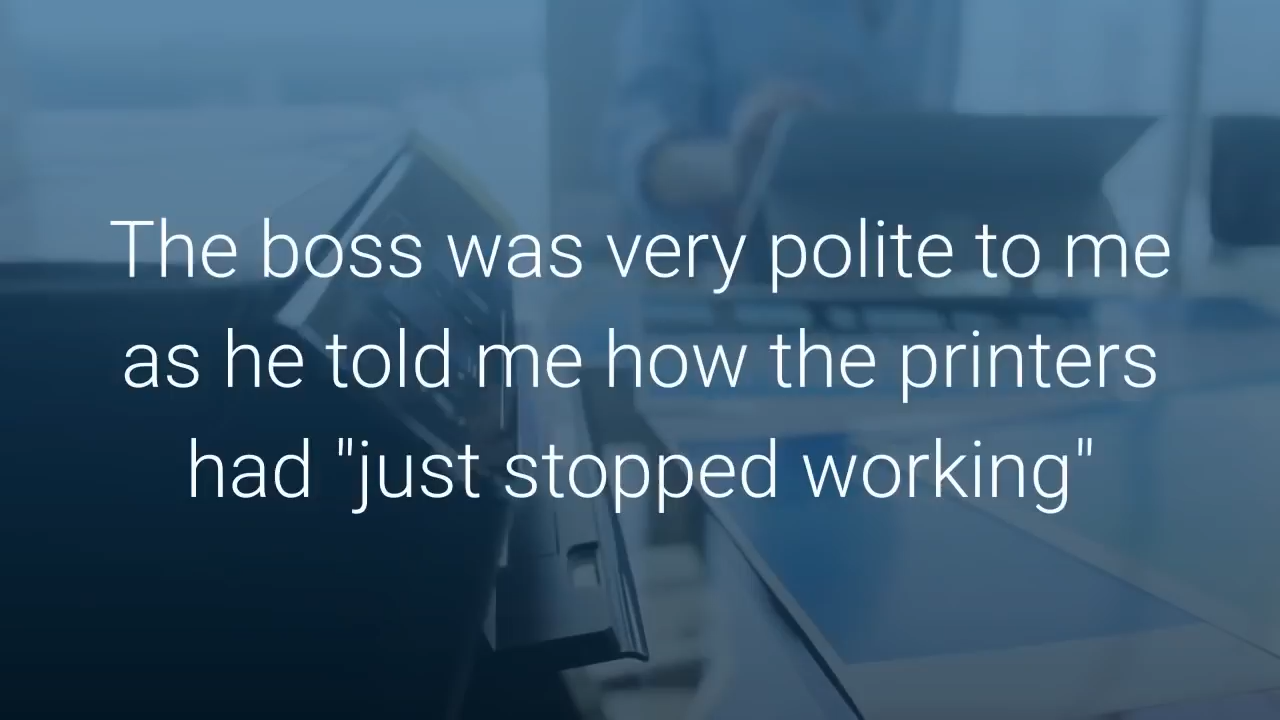 The boss was very polite to me
as he told me how the printers
had "just stopped working"